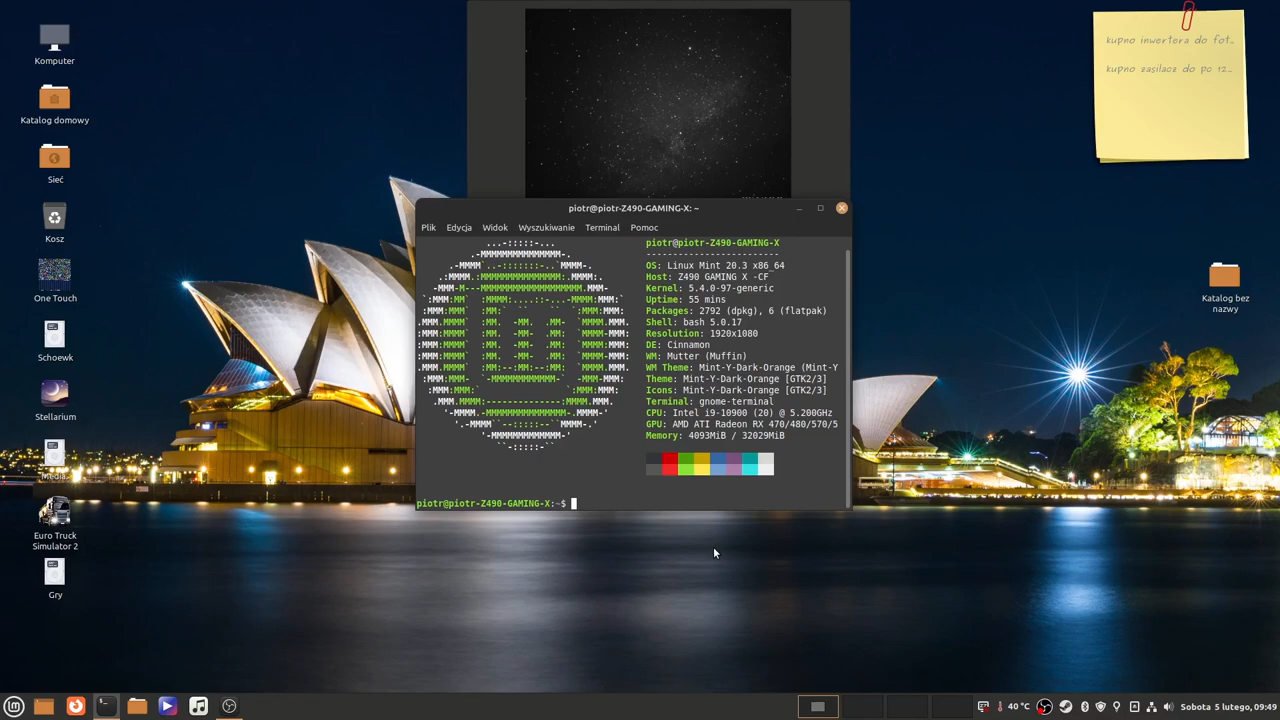 Komputer
Katalog domowy
Sieć
Kosz
One Touch
Schoewk
Stellarium
Media
Euro Truck
Simulator 2
Gry
kupno inwertera do fot...
kupno zasilacz do pc 12...
Katalog bez
nazwy
piotr@piotr-Z490-GAMING-X: ~
Plik Edycja Widok Wyszukiwanie Terminal Pomoc
piotr@piotr-Z490-GAMING-X
-------------------------
OS: Linux Mint 20.3 x86_64
Host: Z490 GAMING X -CF
Kernel: 5.4.0-97-generic
Uptime: 55 mins
Packages: 2792 (dpkg), 6 (flatpak)
Shell: bash 5.0.17
Resolution: 1920x1080
DE: Cinnamon
WM: Mutter (Muffin)
WM Theme: Mint-Y-Dark-Orange (Mint-Y
Theme: Mint-Y-Dark-Orange [GTK2/3]
Icons: Mint-Y-Dark-Orange [GTK2/3]
Terminal: gnome-terminal
CPU: Intel i9-10900 (20) @ 5.200GHz
GPU: AMD ATI Radeon RX 470/480/570/5
Memory: 4093MiB / 32029MiB
piotr@piotr-Z490-GAMING-X:~$
40 °C
Sobota 5 lutego, 09:49